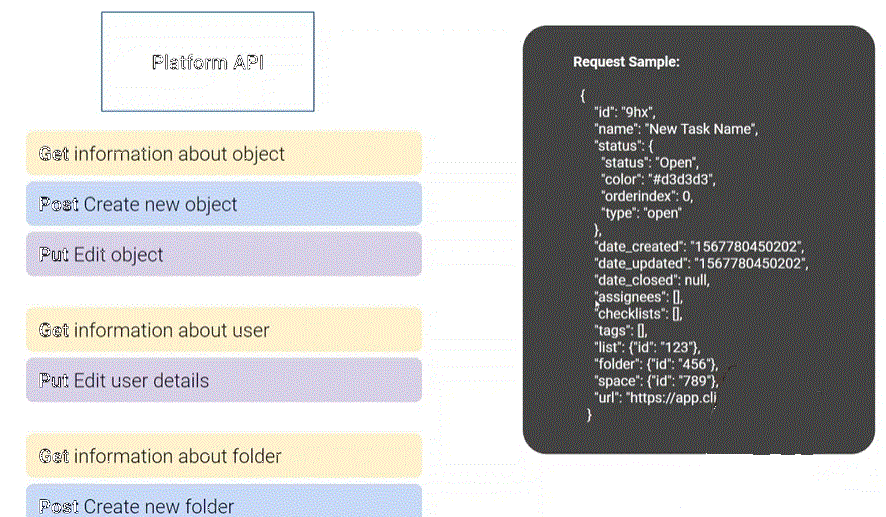 Platform API
Get information about object
Post Create new object
Put Edit object
Get information about user
Put Edit user details
Get information about folder
Post Create new folder
Request Sample:
{
"id": "9hx",
"name": "New Task Name",
"status": {
"status": "Open",
"color": "#d3d3d3",
"orderindex": 0,
"type": "open"
},
"date_created": "1567780450202",
"date_updated": "1567780450202",
"date_closed": null,
"assignees": [],
"checklists": [],
"tags": [],
"list": {"id": "123"},
"folder": {"id": "456"},
"space": {"id": "789"},
"url": "https://app.cli
}